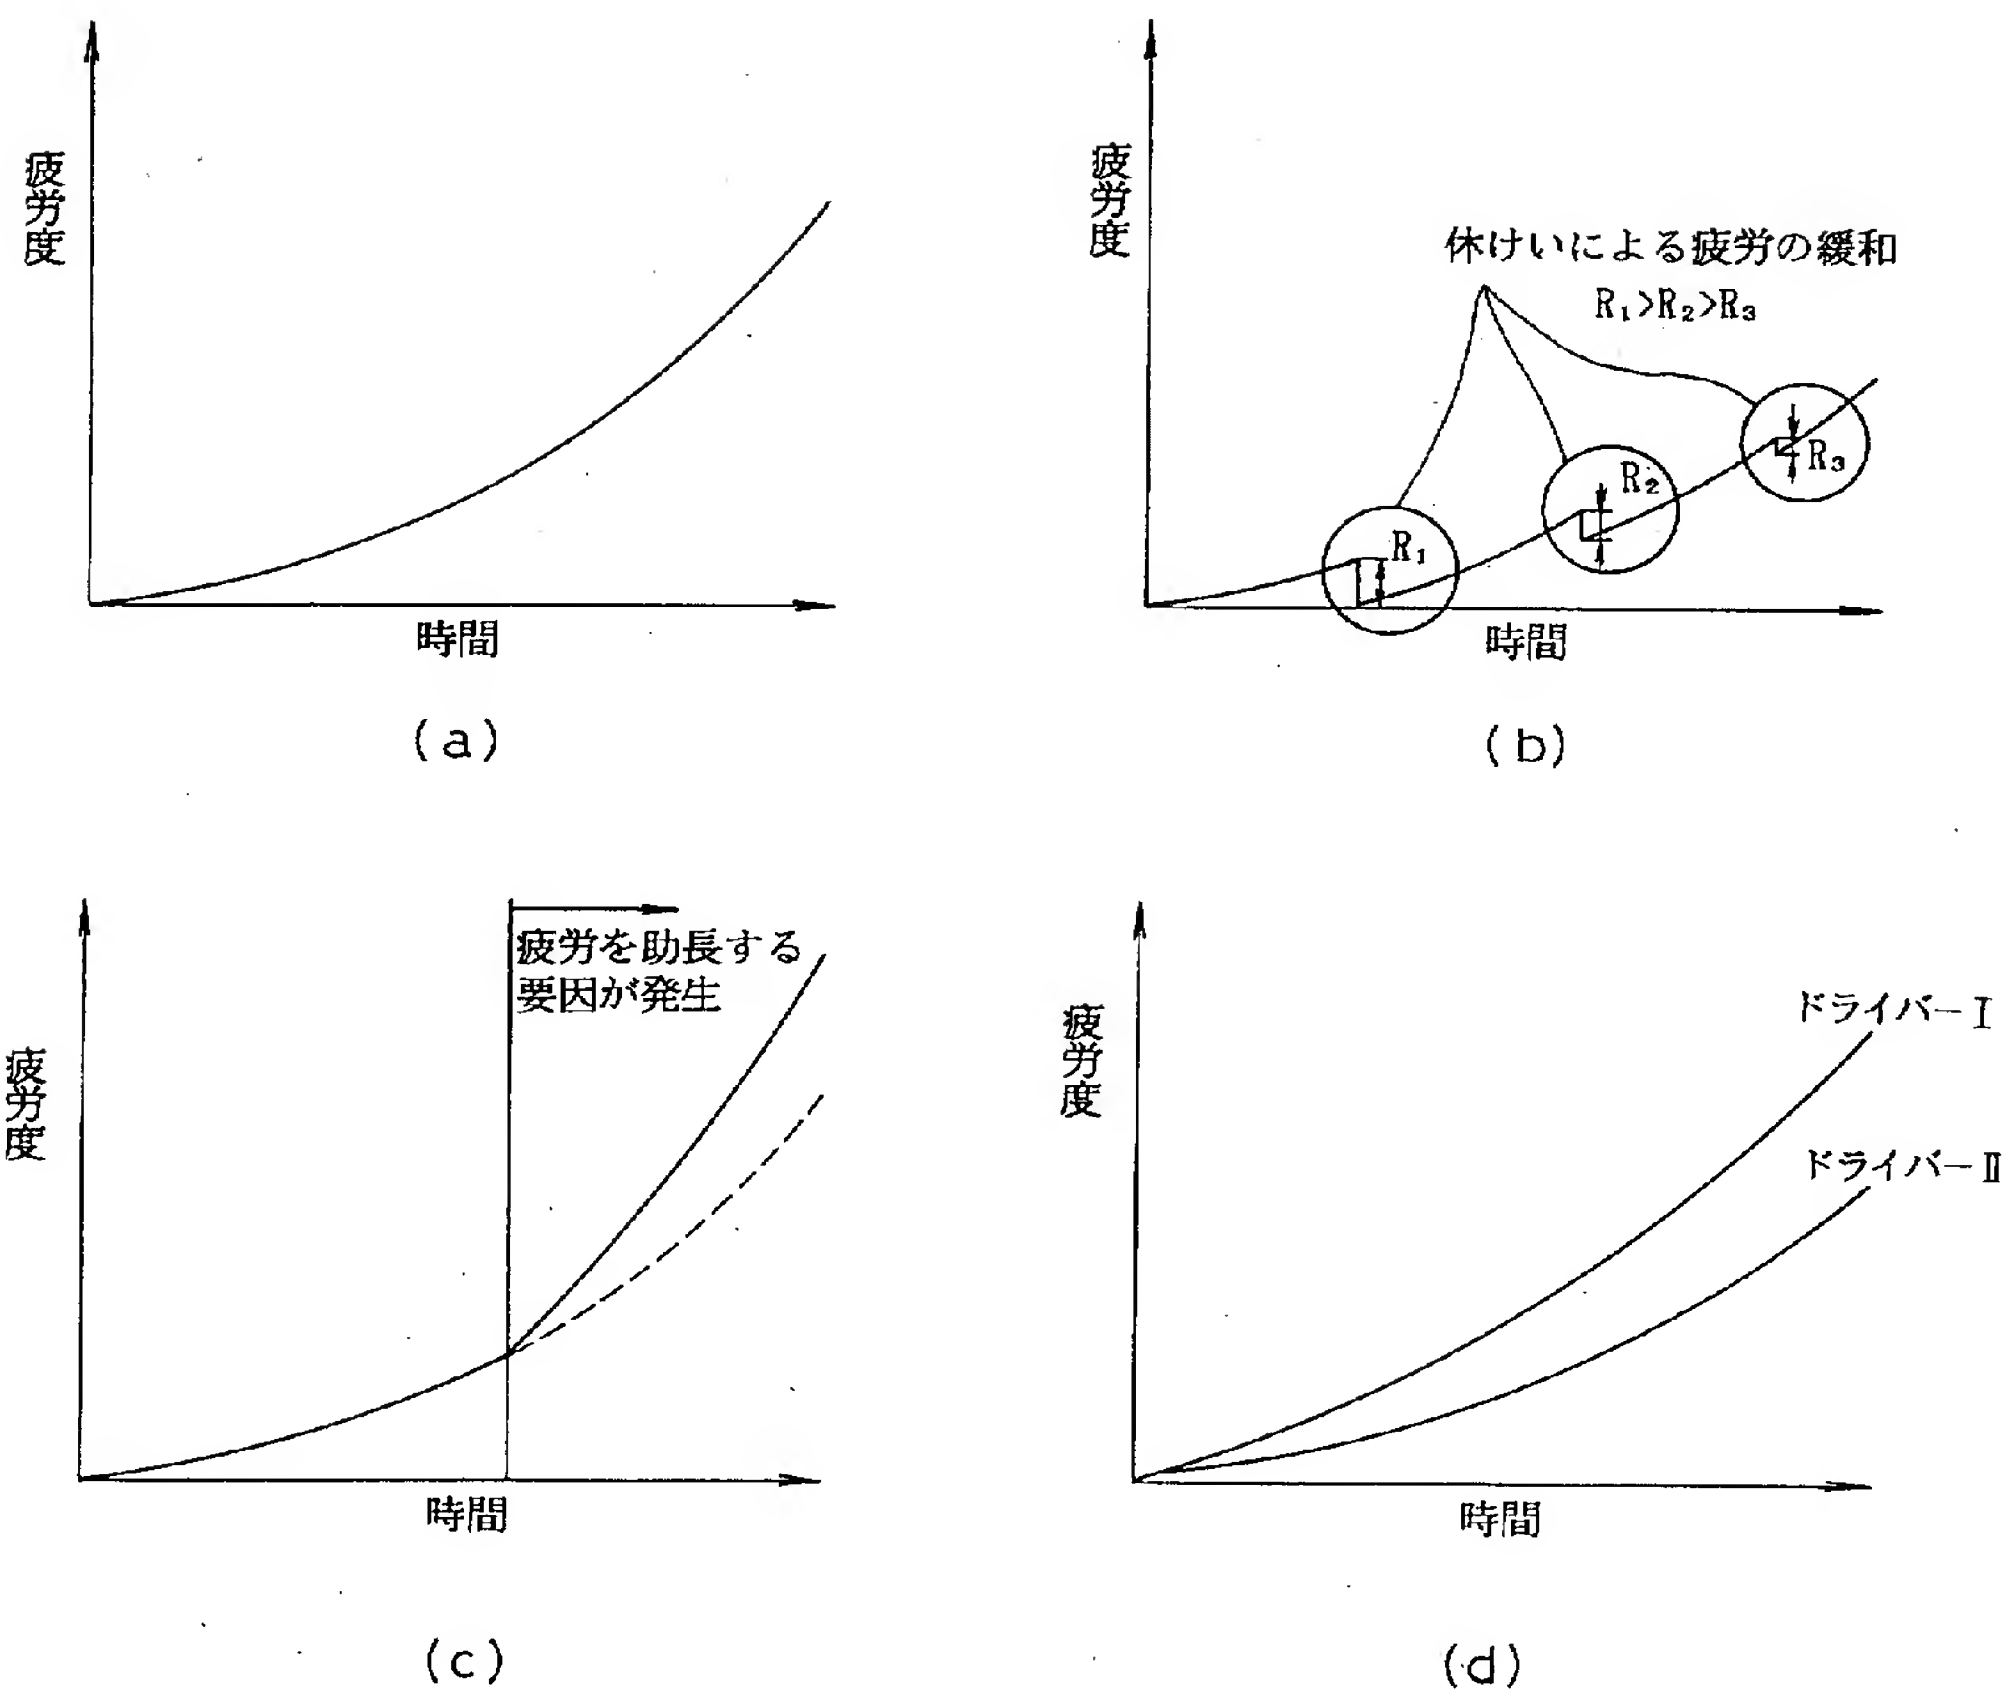 疲労度
時間
(a)
疲労度
休けいによる疲労の緩和
R₁>R₂>R₃
R₁
R₂
R₃
時間
(b)
疲労度
疲労を助長する
要因が発生
時間
(c)
疲労度
ドライバーⅠ
ドライバーⅡ
時間
(d)